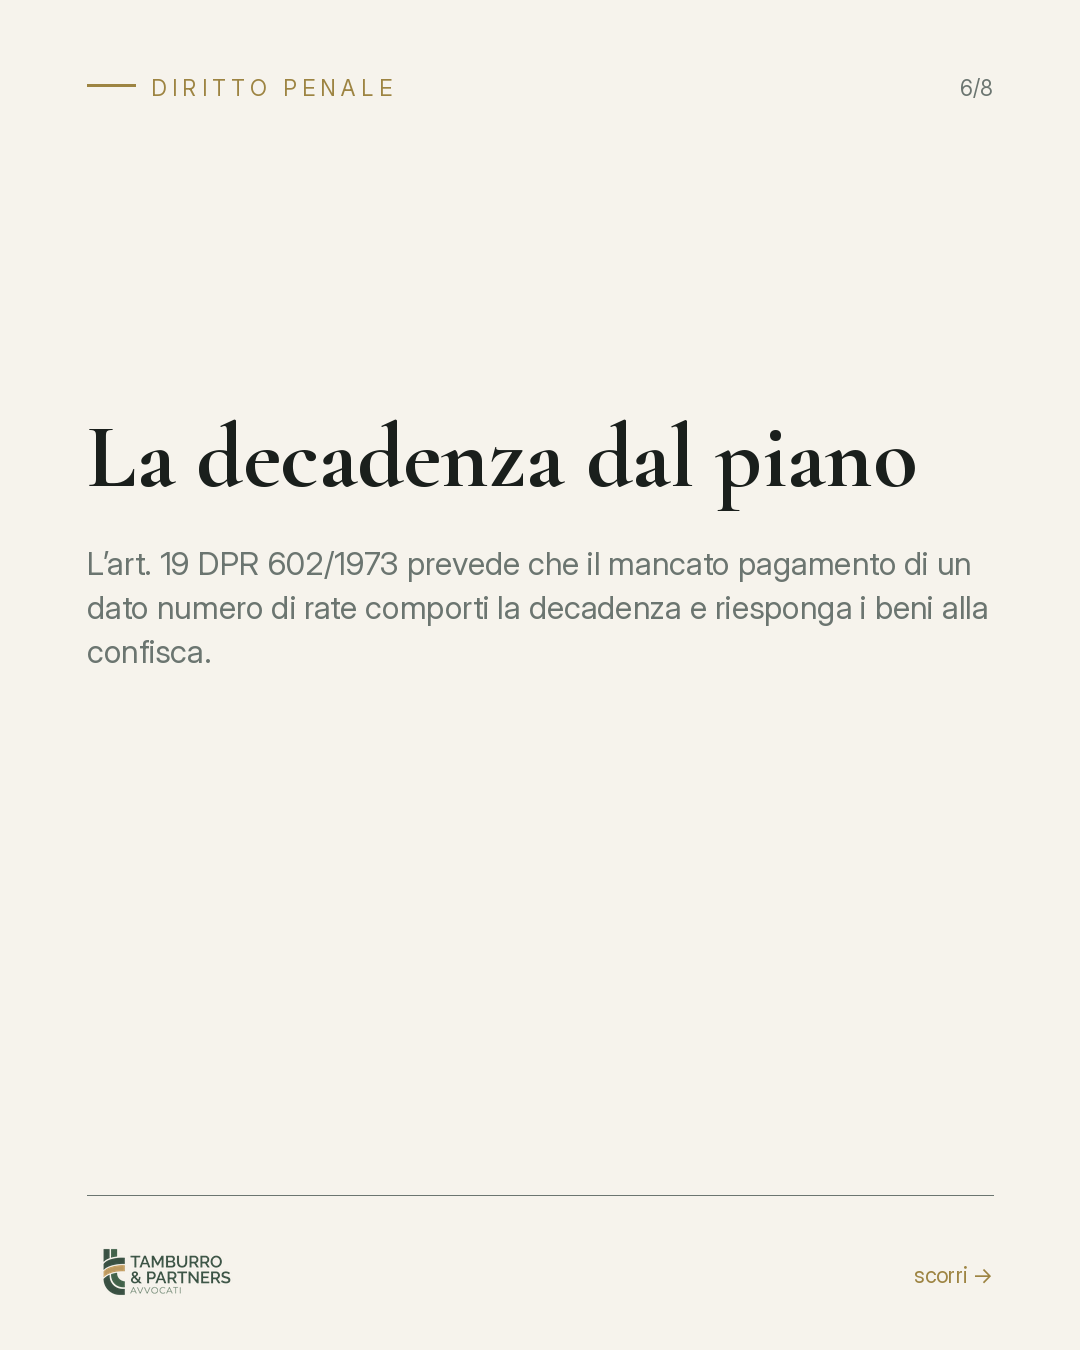 DIRITTO PENALE
6/8
La decadenza dal piano
L’art. 19 DPR 602/1973 prevede che il mancato pagamento di un
dato numero di rate comporti la decadenza e riesponga i beni alla
confisca.
TAMBURRO
& PARTNERS
AVVOCATI
scorri →